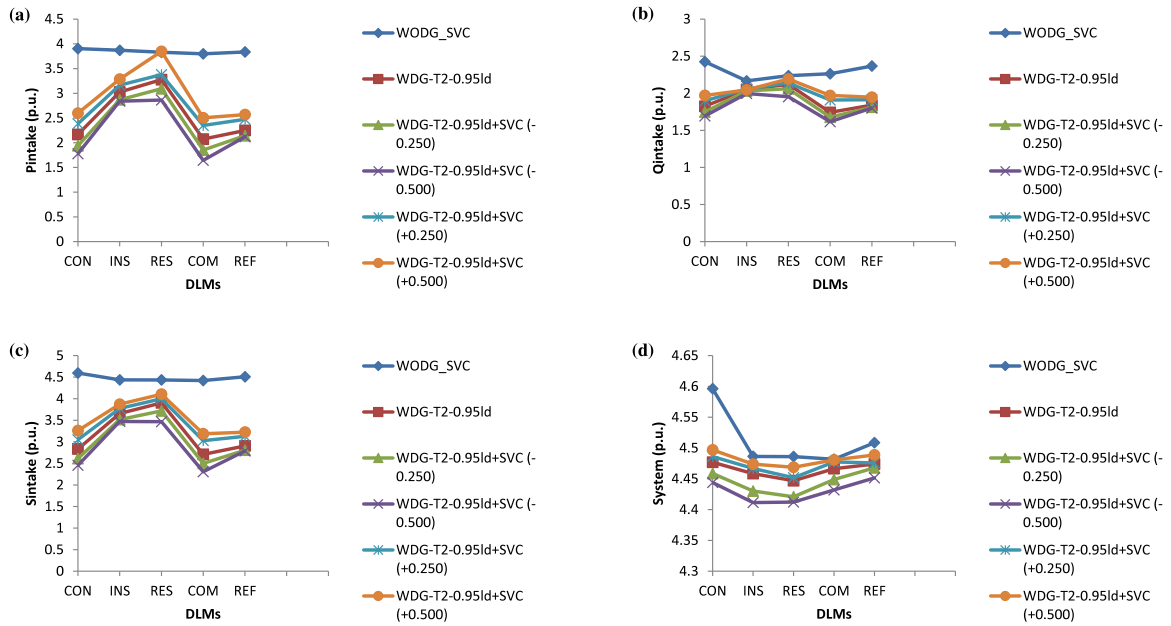 (a)
4.5
4
3.5
3
2.5
2
1.5
1
0.5
0
Pintake (p.u.)
CON INS RES COM REF
DLMs
WODG_SVC
WDG-T2-0.95ld
WDG-T2-0.95ld+SVC (-
0.250)
WDG-T2-0.95ld+SVC (-
0.500)
WDG-T2-0.95ld+SVC
(+0.250)
WDG-T2-0.95ld+SVC
(+0.500)
(b)
3
2.5
2
1.5
1
0.5
0
Qintake (p.u.)
CON INS RES COM REF
DLMs
WODG_SVC
WDG-T2-0.95ld
WDG-T2-0.95ld+SVC (-
0.250)
WDG-T2-0.95ld+SVC (-
0.500)
WDG-T2-0.95ld+SVC
(+0.250)
WDG-T2-0.95ld+SVC
(+0.500)
(c)
5
4.5
4
3.5
3
2.5
2
1.5
1
0.5
0
Sintake (p.u.)
CON INS RES COM REF
DLMs
WODG_SVC
WDG-T2-0.95ld
WDG-T2-0.95ld+SVC (-
0.250)
WDG-T2-0.95ld+SVC (-
0.500)
WDG-T2-0.95ld+SVC
(+0.250)
WDG-T2-0.95ld+SVC
(+0.500)
(d)
4.65
4.6
4.55
4.5
4.45
4.4
4.35
4.3
System (p.u.)
CON INS RES COM REF
DLMs
WODG_SVC
WDG-T2-0.95ld
WDG-T2-0.95ld+SVC (-
0.250)
WDG-T2-0.95ld+SVC (-
0.500)
WDG-T2-0.95ld+SVC
(+0.250)
WDG-T2-0.95ld+SVC
(+0.500)